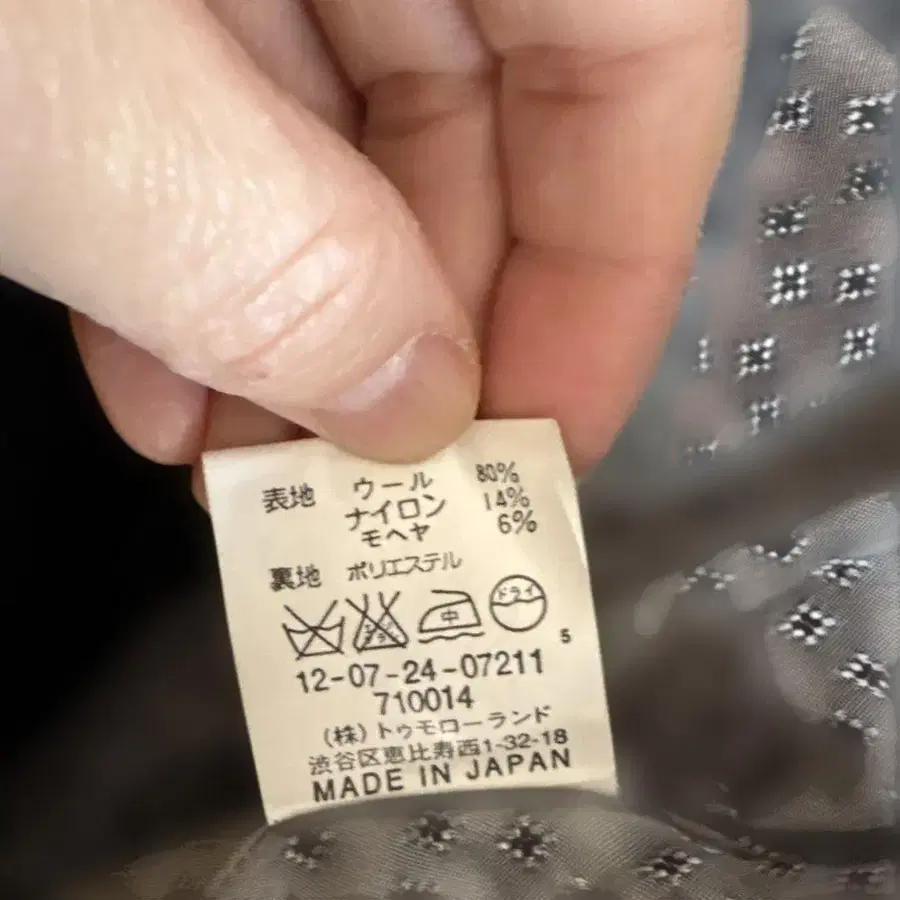 表地 ウール 80%
ナイロン 14%
モヘヤ 6%
裏地 ポリエステル
中 ドライ
5
12-07-24-07211
710014
(株)トゥモローランド
渋谷区恵比寿西1-32-18
MADE IN JAPAN